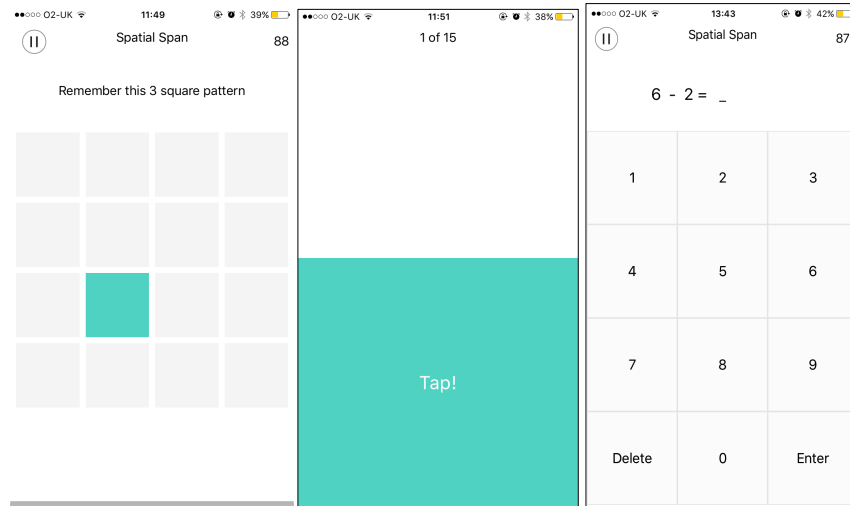 ●●○○○ O2-UK 11:49 39%
Spatial Span 88
Remember this 3 square pattern
●●○○○ O2-UK 11:51 38%
1 of 15
Tap!
●●○○○ O2-UK 13:43 42%
Spatial Span 87
6 - 2 = _
1 2 3
4 5 6
7 8 9
Delete 0 Enter